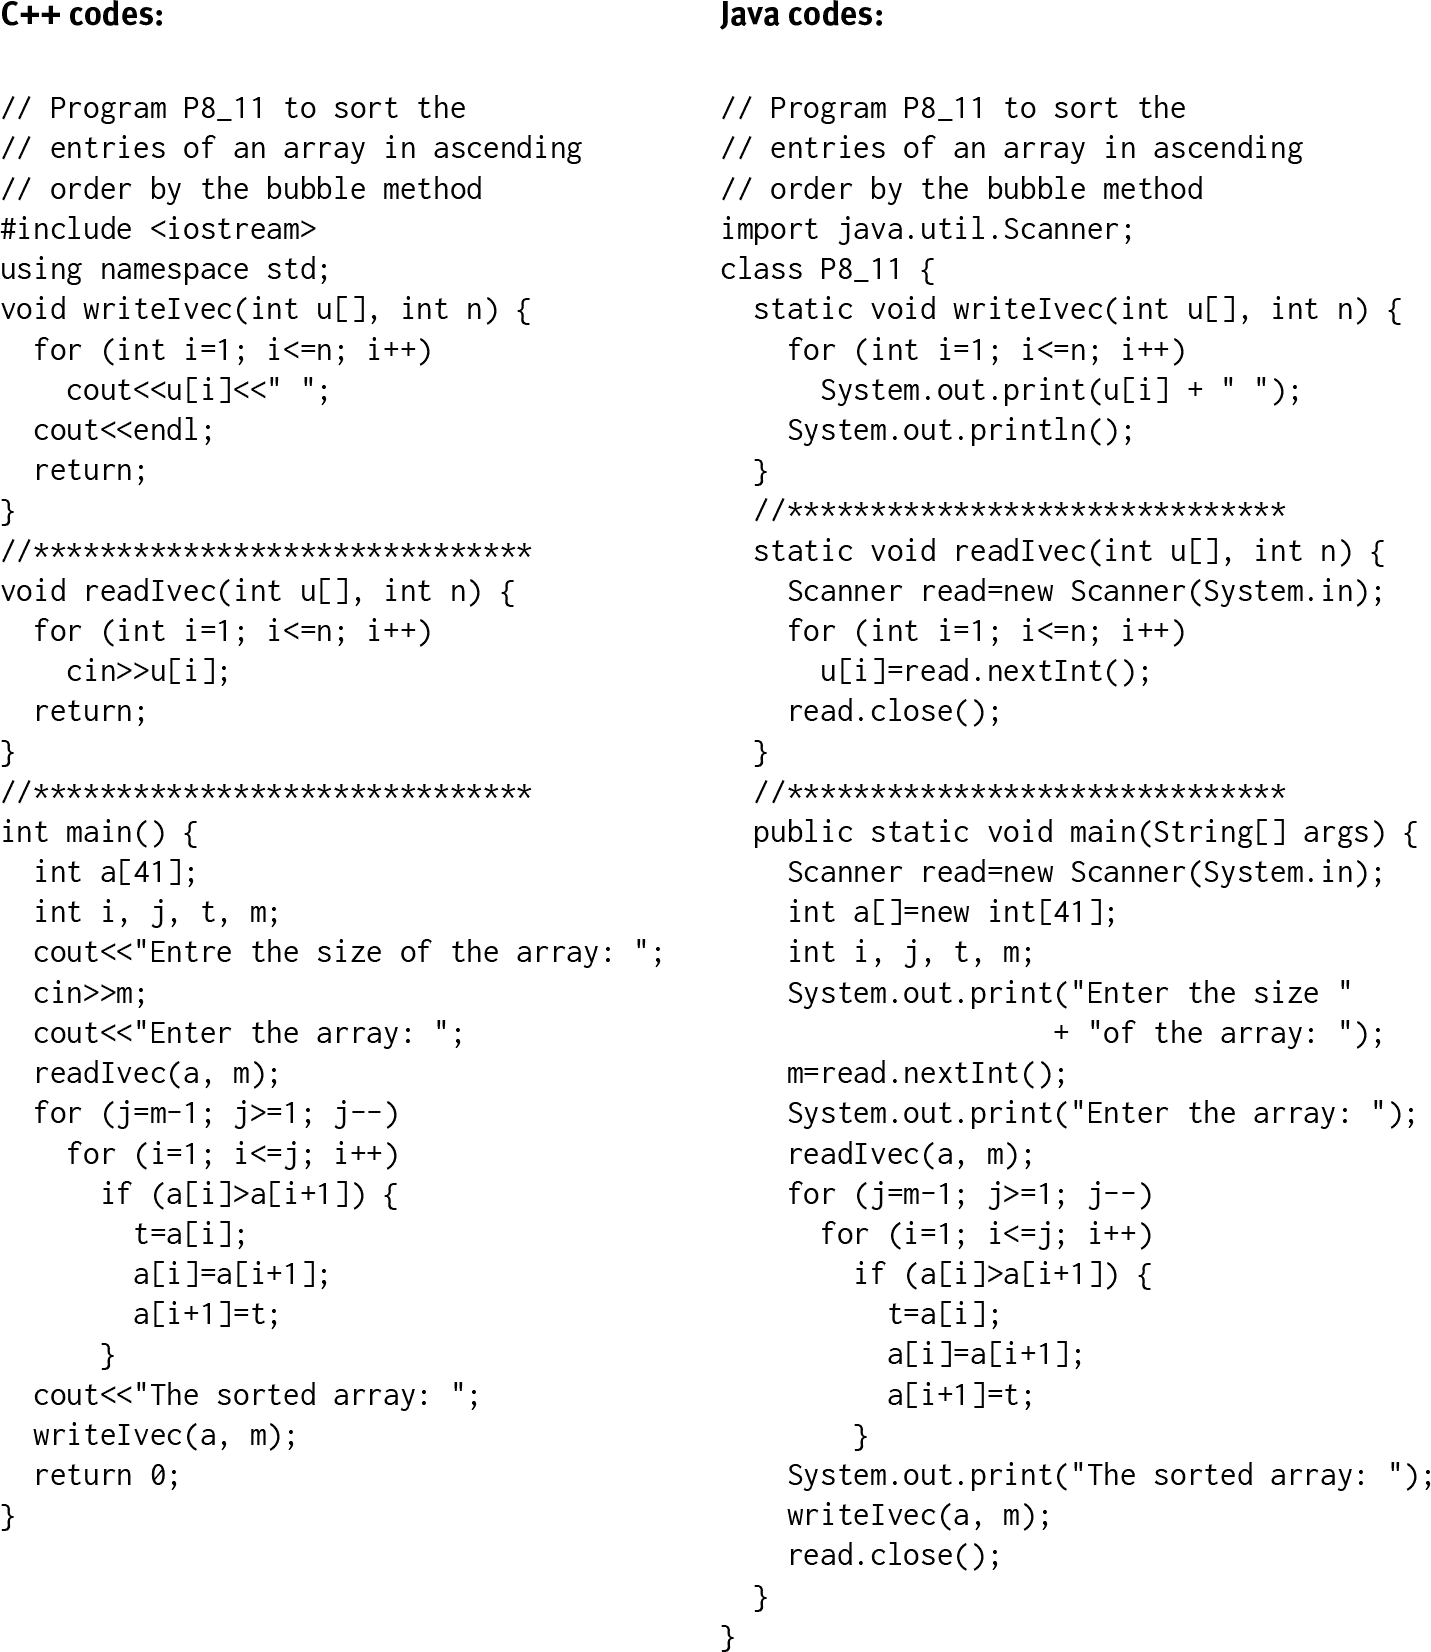 C++ codes:
// Program P8_11 to sort the
// entries of an array in ascending
// order by the bubble method
#include <iostream>
using namespace std;
void writeIvec(int u[], int n) {
  for (int i=1; i<=n; i++)
    cout<<u[i]<<" ";
  cout<<endl;
  return;
}
//******************************
void readIvec(int u[], int n) {
  for (int i=1; i<=n; i++)
    cin>>u[i];
  return;
}
//******************************
int main() {
  int a[41];
  int i, j, t, m;
  cout<<"Entre the size of the array: ";
  cin>>m;
  cout<<"Enter the array: ";
  readIvec(a, m);
  for (j=m-1; j>=1; j--)
    for (i=1; i<=j; i++)
      if (a[i]>a[i+1]) {
        t=a[i];
        a[i]=a[i+1];
        a[i+1]=t;
      }
  cout<<"The sorted array: ";
  writeIvec(a, m);
  return 0;
}
Java codes:
// Program P8_11 to sort the
// entries of an array in ascending
// order by the bubble method
import java.util.Scanner;
class P8_11 {
  static void writeIvec(int u[], int n) {
    for (int i=1; i<=n; i++)
      System.out.print(u[i] + " ");
    System.out.println();
  }
  //******************************
  static void readIvec(int u[], int n) {
    Scanner read=new Scanner(System.in);
    for (int i=1; i<=n; i++)
      u[i]=read.nextInt();
    read.close();
  }
  //******************************
  public static void main(String[] args) {
    Scanner read=new Scanner(System.in);
    int a[]=new int[41];
    int i, j, t, m;
    System.out.print("Enter the size "
                    + "of the array: ");
    m=read.nextInt();
    System.out.print("Enter the array: ");
    readIvec(a, m);
    for (j=m-1; j>=1; j--)
      for (i=1; i<=j; i++)
        if (a[i]>a[i+1]) {
          t=a[i];
          a[i]=a[i+1];
          a[i+1]=t;
        }
    System.out.print("The sorted array: ");
    writeIvec(a, m);
    read.close();
  }
}